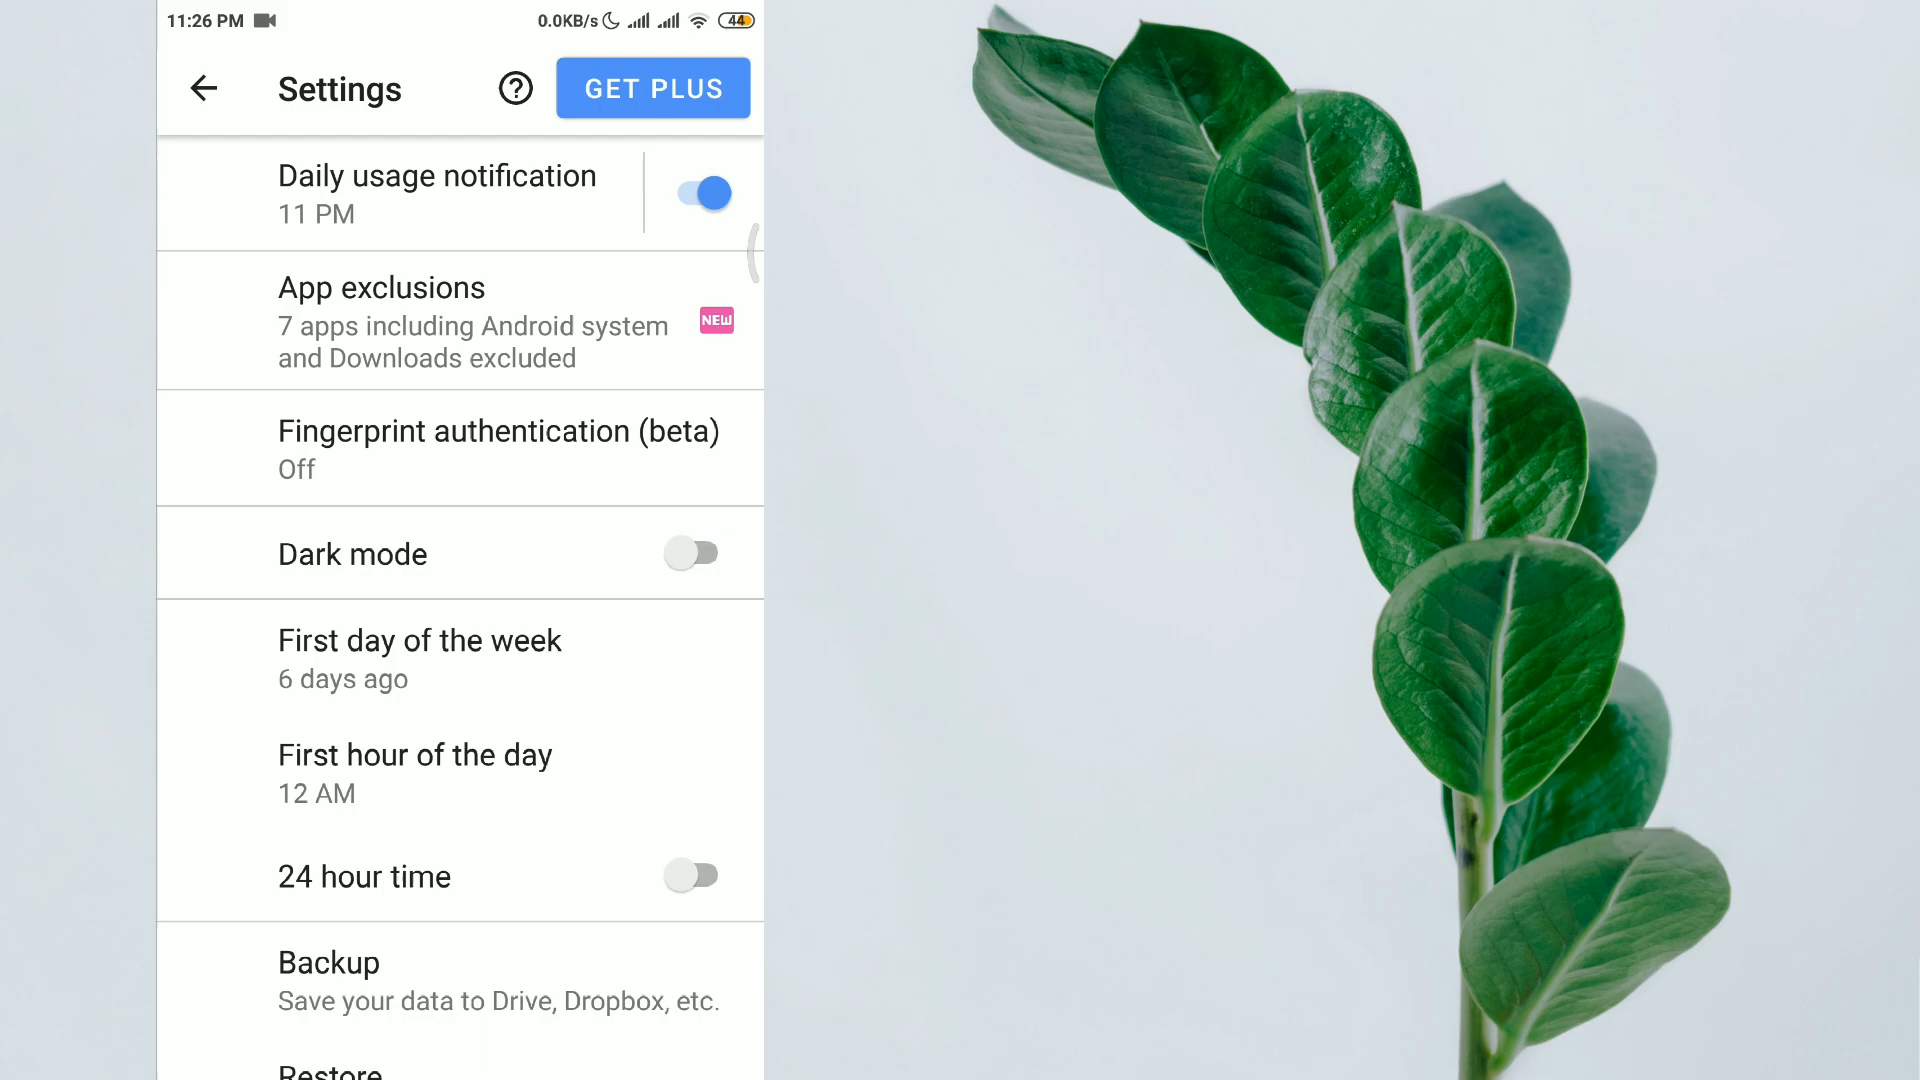 11:26 PM
0.0KB/s
44
Settings
GET PLUS
Daily usage notification
11 PM
App exclusions
7 apps including Android system
and Downloads excluded
NEW
Fingerprint authentication (beta)
Off
Dark mode
First day of the week
6 days ago
First hour of the day
12 AM
24 hour time
Backup
Save your data to Drive, Dropbox, etc.
Restore